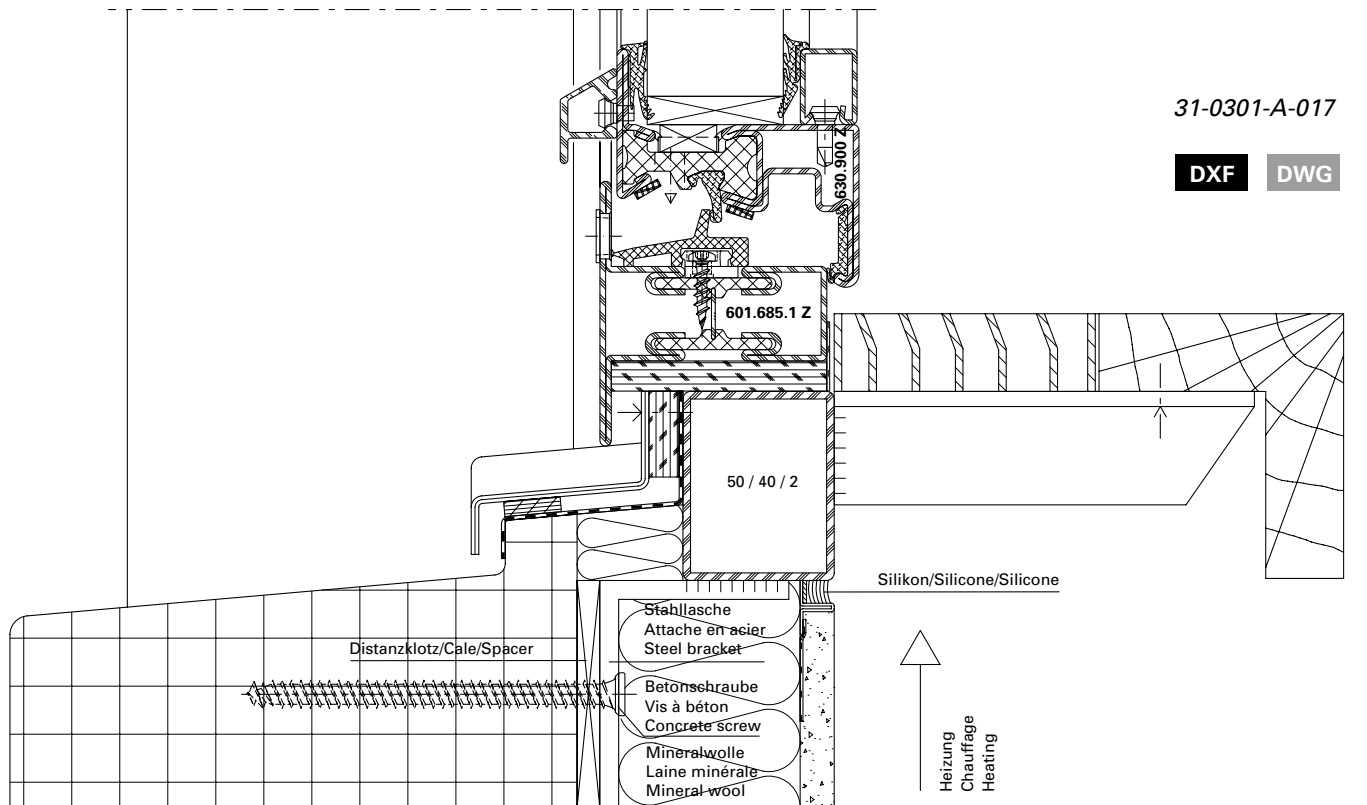 31-0301-A-017
DXF DWG
630.900 Z
601.685.1 Z
50 / 40 / 2
Silikon/Silicone/Silicone
Stahllasche
Attache en acier
Steel bracket
Distanzklotz/Cale/Spacer
Betonschraube
Vis à béton
Concrete screw
Mineralwolle
Laine minérale
Mineral wool
Heizung
Chauffage
Heating